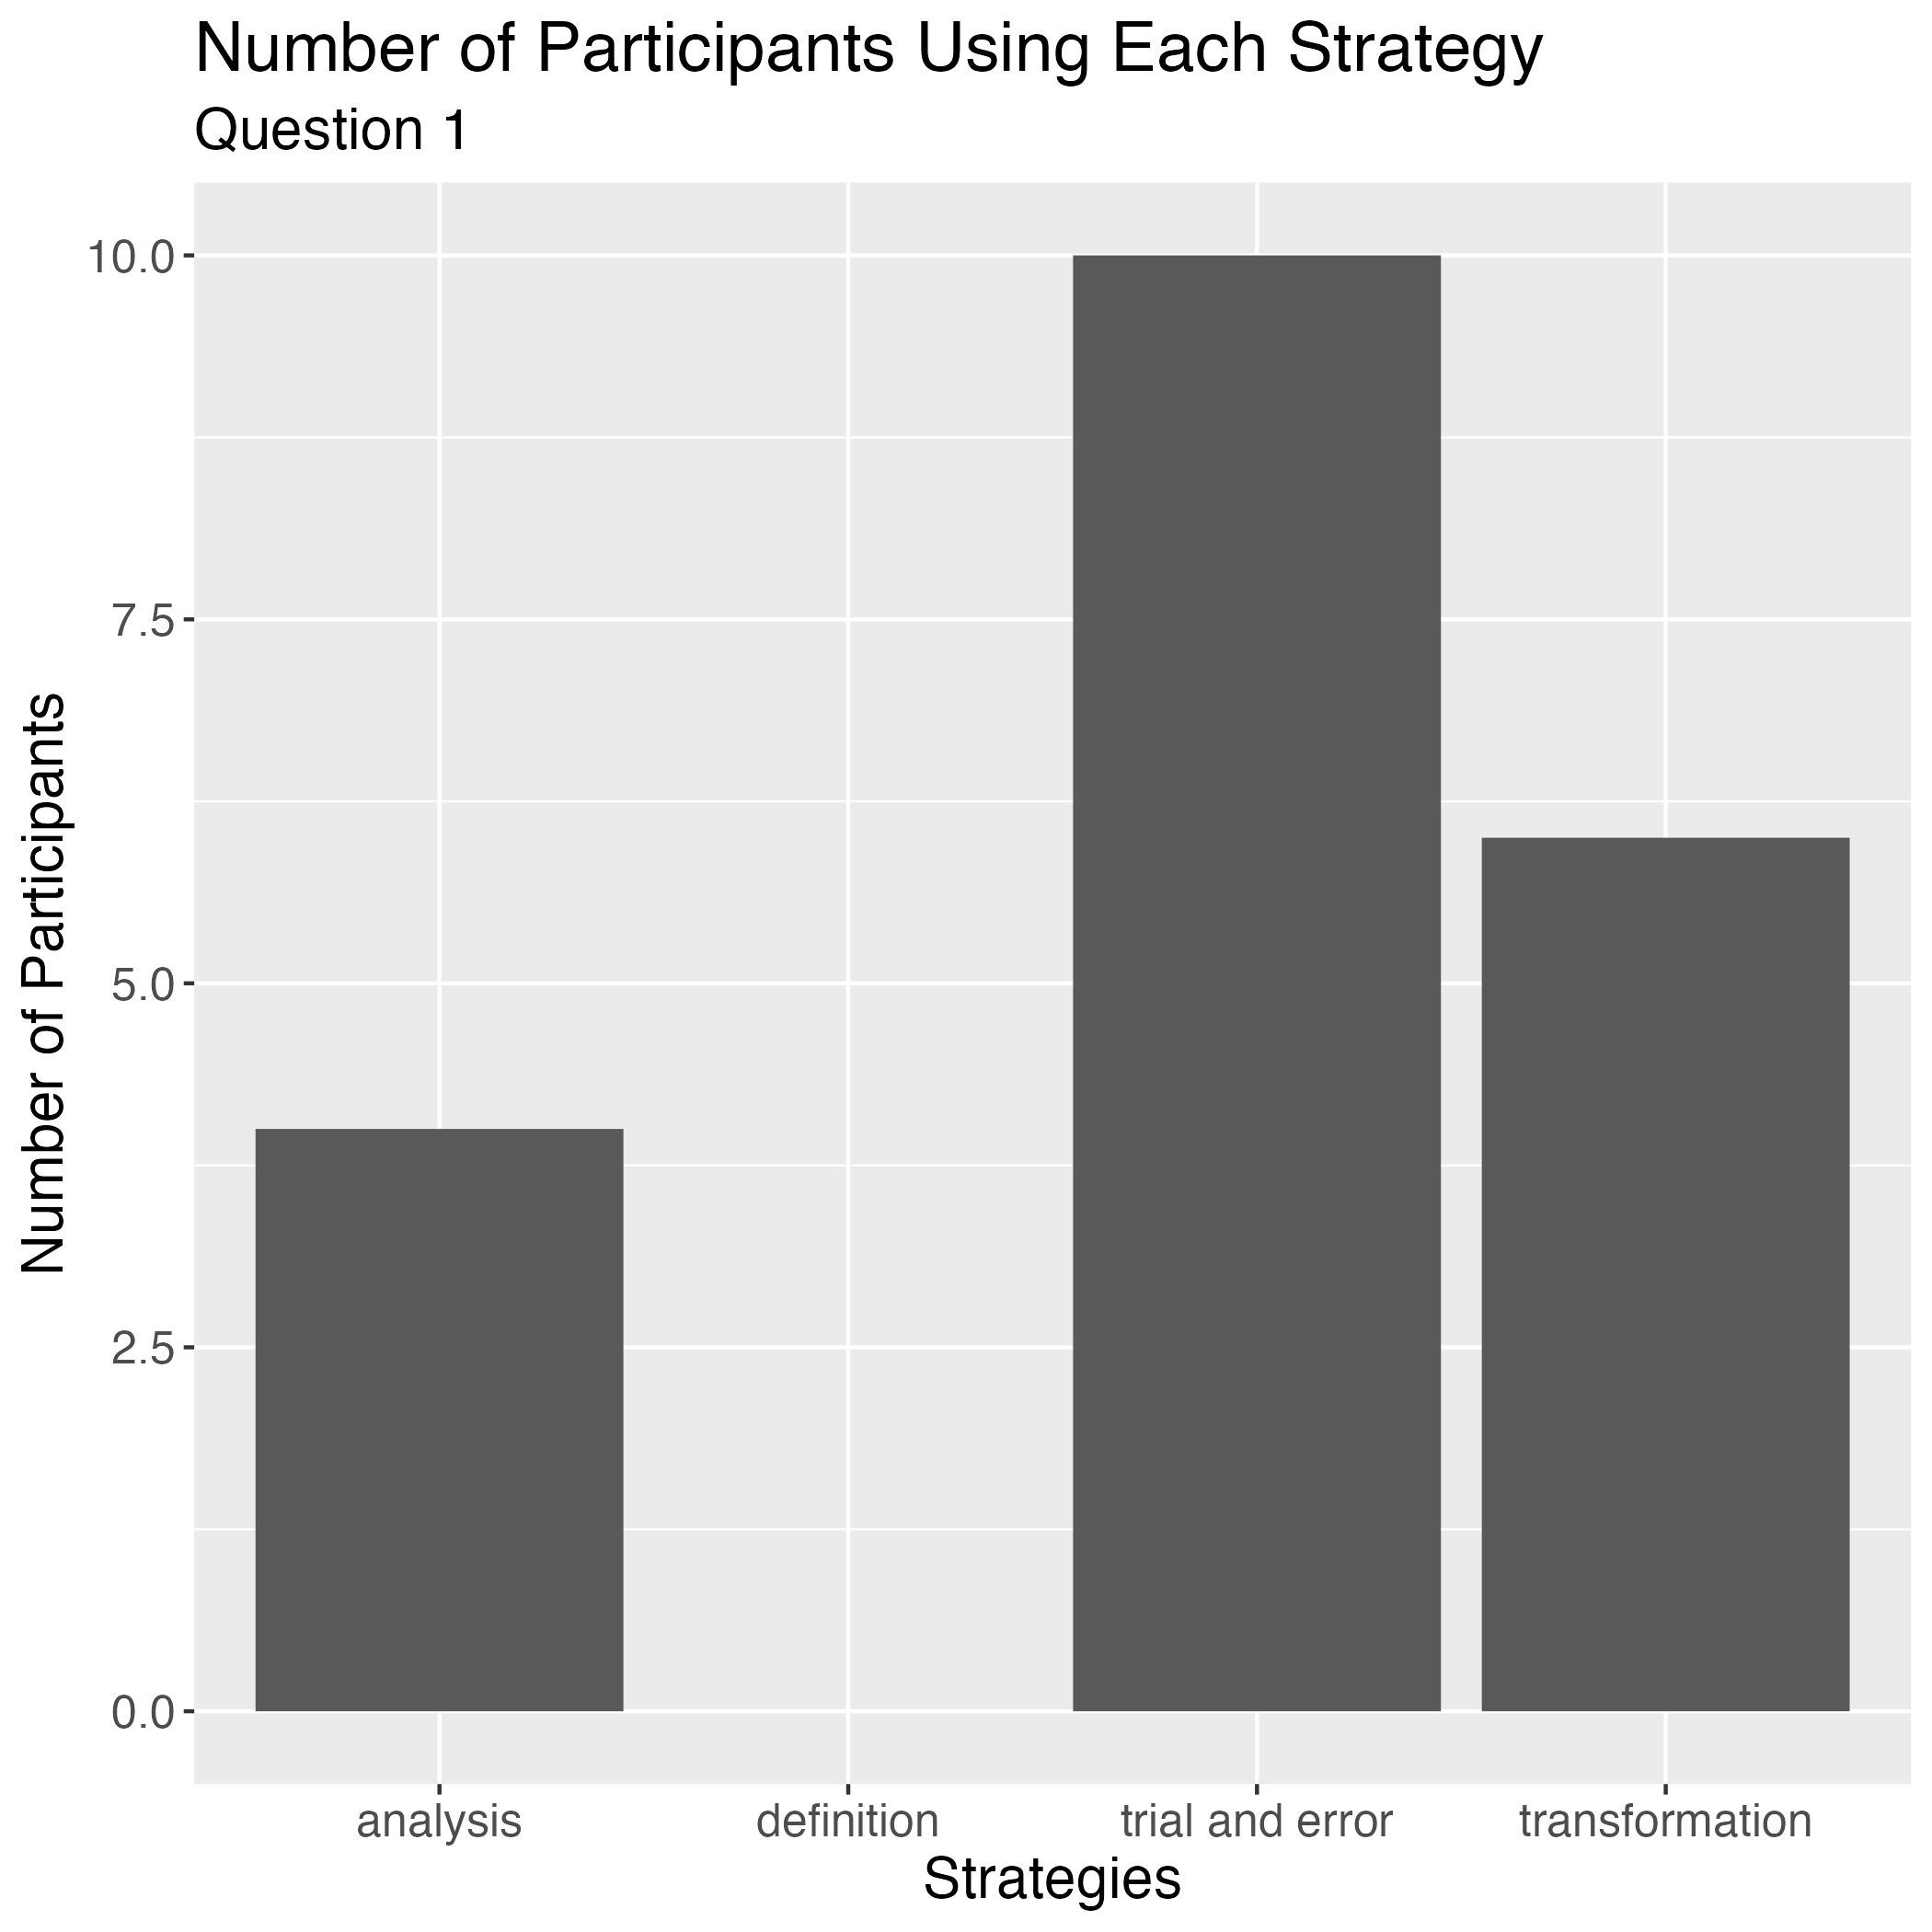 Number of Participants Using Each Strategy
Question 1
Number of Participants
10.0
7.5
5.0
2.5
0.0
analysis definition trial and error transformation
Strategies